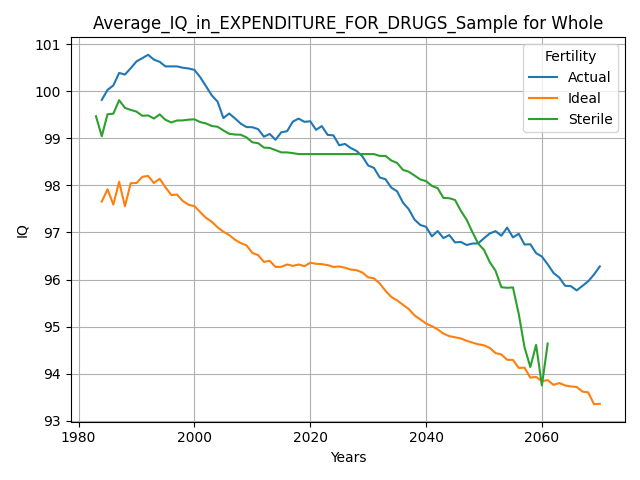 Average_IQ_in_EXPENDITURE_FOR_DRUGS_Sample for Whole
101
100
99
98
97
96
95
94
93
IQ
1980
2000
2020
2040
2060
Years
Fertility
Actual
Ideal
Sterile